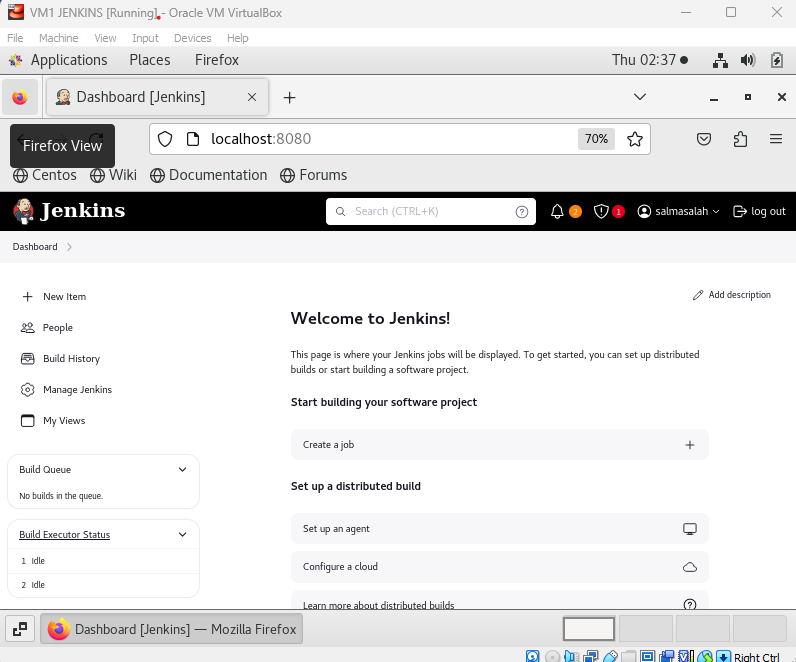 VM1 JENKINS [Running] - Oracle VM VirtualBox
File Machine View Input Devices Help
Applications Places Firefox Thu 02:37
Dashboard [Jenkins]
Firefox View
localhost:8080 70%
Centos Wiki Documentation Forums
Jenkins Search (CTRL+K) 2 1 salmasalah log out
Dashboard
New Item
People
Build History
Manage Jenkins
My Views
Build Queue
No builds in the queue.
Build Executor Status
1 Idle
2 Idle
Add description
Welcome to Jenkins!
This page is where your Jenkins jobs will be displayed. To get started, you can set up distributed
builds or start building a software project.
Start building your software project
Create a job
Set up a distributed build
Set up an agent
Configure a cloud
Learn more about distributed builds
Dashboard [Jenkins] — Mozilla Firefox
Right Ctrl